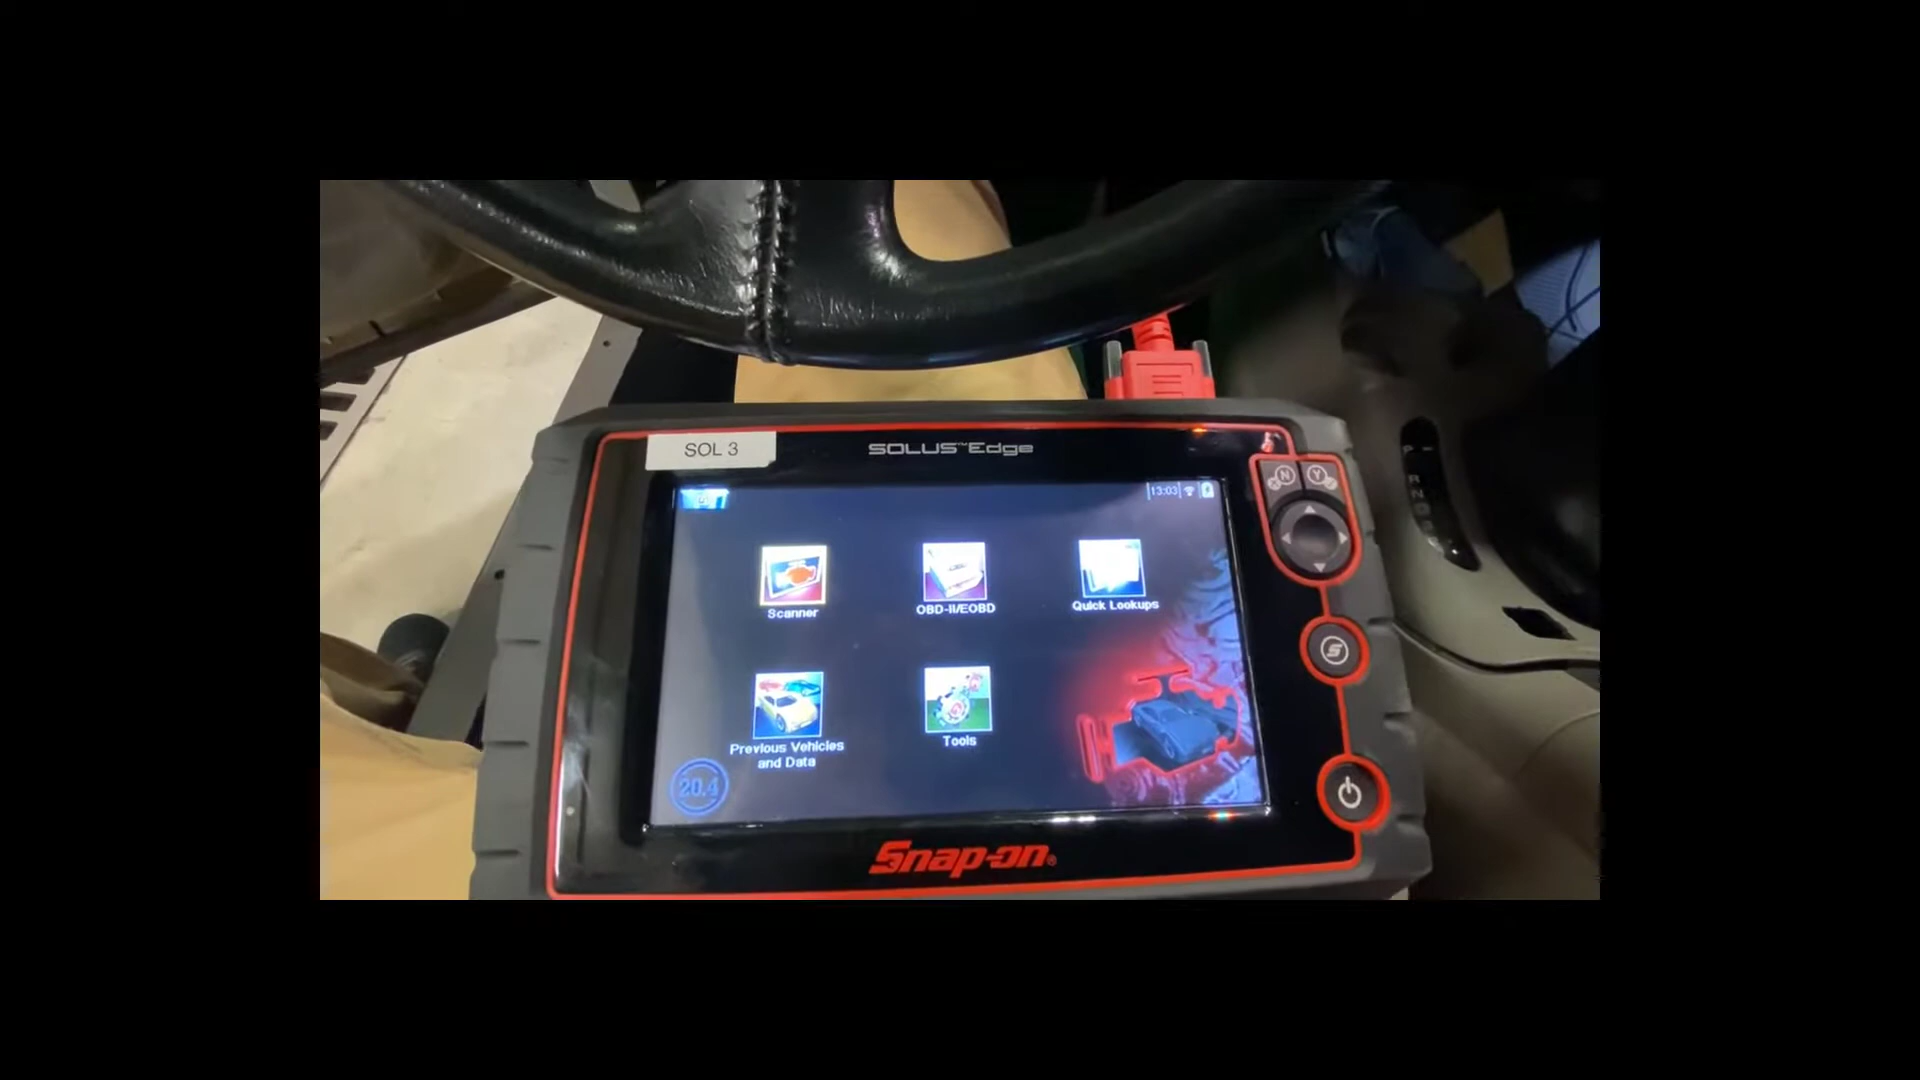 SOL 3
SOLUS™ Edge
N
Y
13:03
Scanner
OBD-II/EOBD
Quick Lookups
Previous Vehicles
and Data
Tools
20.4
Snap-on®
P
R
N
D